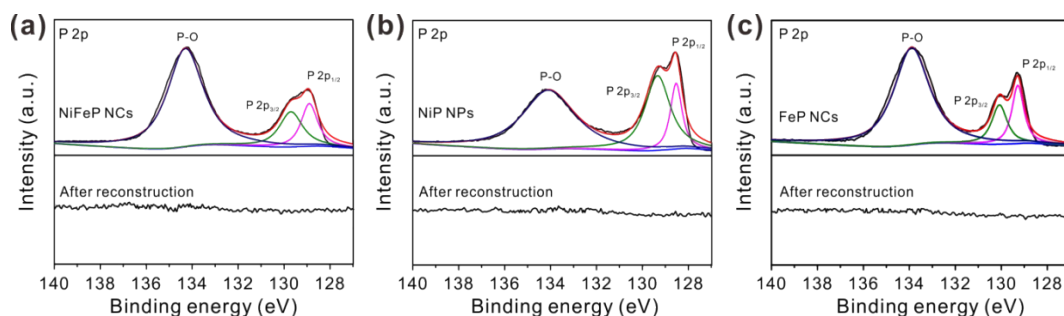 (a)
P 2p
P-O
P 2p1/2
P 2p3/2
NiFeP NCs
After reconstruction
Intensity (a.u.)
140 138 136 134 132 130 128
Binding energy (eV)
(b)
P 2p
P-O
P 2p1/2
P 2p3/2
NiP NPs
After reconstruction
Intensity (a.u.)
140 138 136 134 132 130 128
Binding energy (eV)
(c)
P 2p
P-O
P 2p1/2
P 2p3/2
FeP NCs
After reconstruction
Intensity (a.u.)
140 138 136 134 132 130 128
Binding energy (eV)